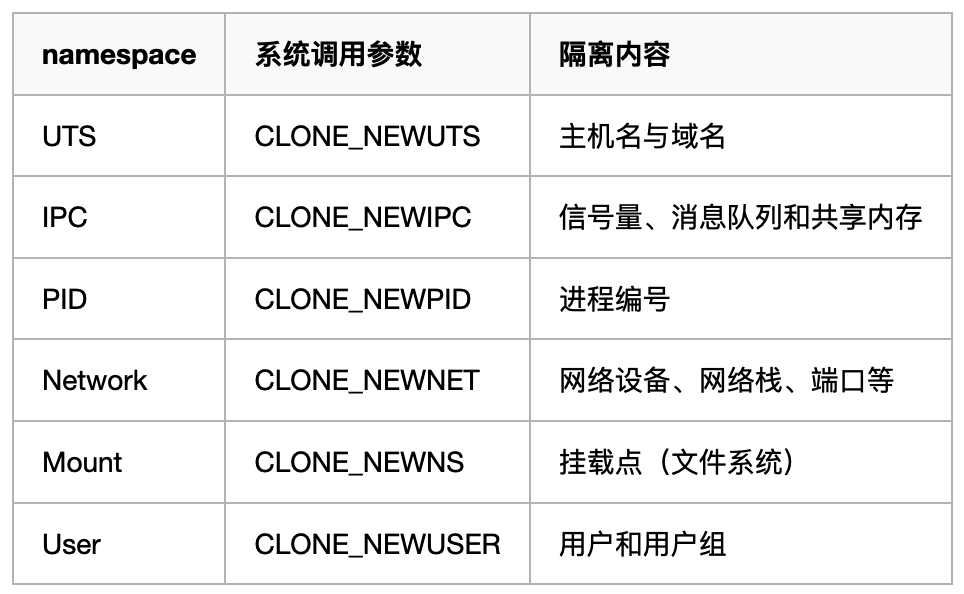 namespace 系统调用参数 隔离内容
UTS CLONE_NEWUTS 主机名与域名
IPC CLONE_NEWIPC 信号量、消息队列和共享内存
PID CLONE_NEWPID 进程编号
Network CLONE_NEWNET 网络设备、网络栈、端口等
Mount CLONE_NEWNS 挂载点（文件系统）
User CLONE_NEWUSER 用户和用户组